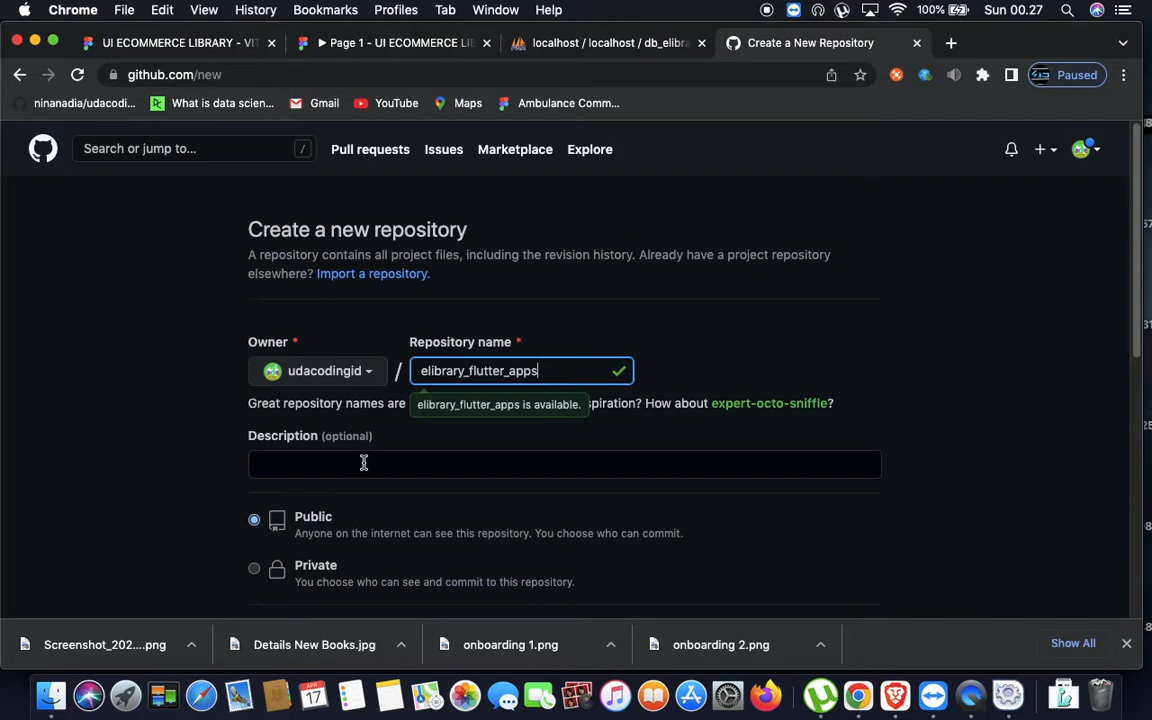 Chrome File Edit View History Bookmarks Profiles Tab Window Help 100% Sun 00.27
UI ECOMMERCE LIBRARY - VIT
Page 1 - UI ECOMMERCE LIB
localhost / localhost / db_elibra
Create a New Repository
github.com/new
Paused
ninanadia/udacodi...
What is data scien...
Gmail
YouTube
Maps
Ambulance Comm...
Search or jump to... /
Pull requests Issues Marketplace Explore
Create a new repository
A repository contains all project files, including the revision history. Already have a project repository
elsewhere? Import a repository.
Owner * Repository name *
udacodingid / elibrary_flutter_apps
Great repository names are elibrary_flutter_apps is available. spiration? How about expert-octo-sniffle?
Description (optional)
Public
Anyone on the internet can see this repository. You choose who can commit.
Private
You choose who can see and commit to this repository.
Screenshot_202....png
Details New Books.jpg
onboarding 1.png
onboarding 2.png
Show All
APR
17